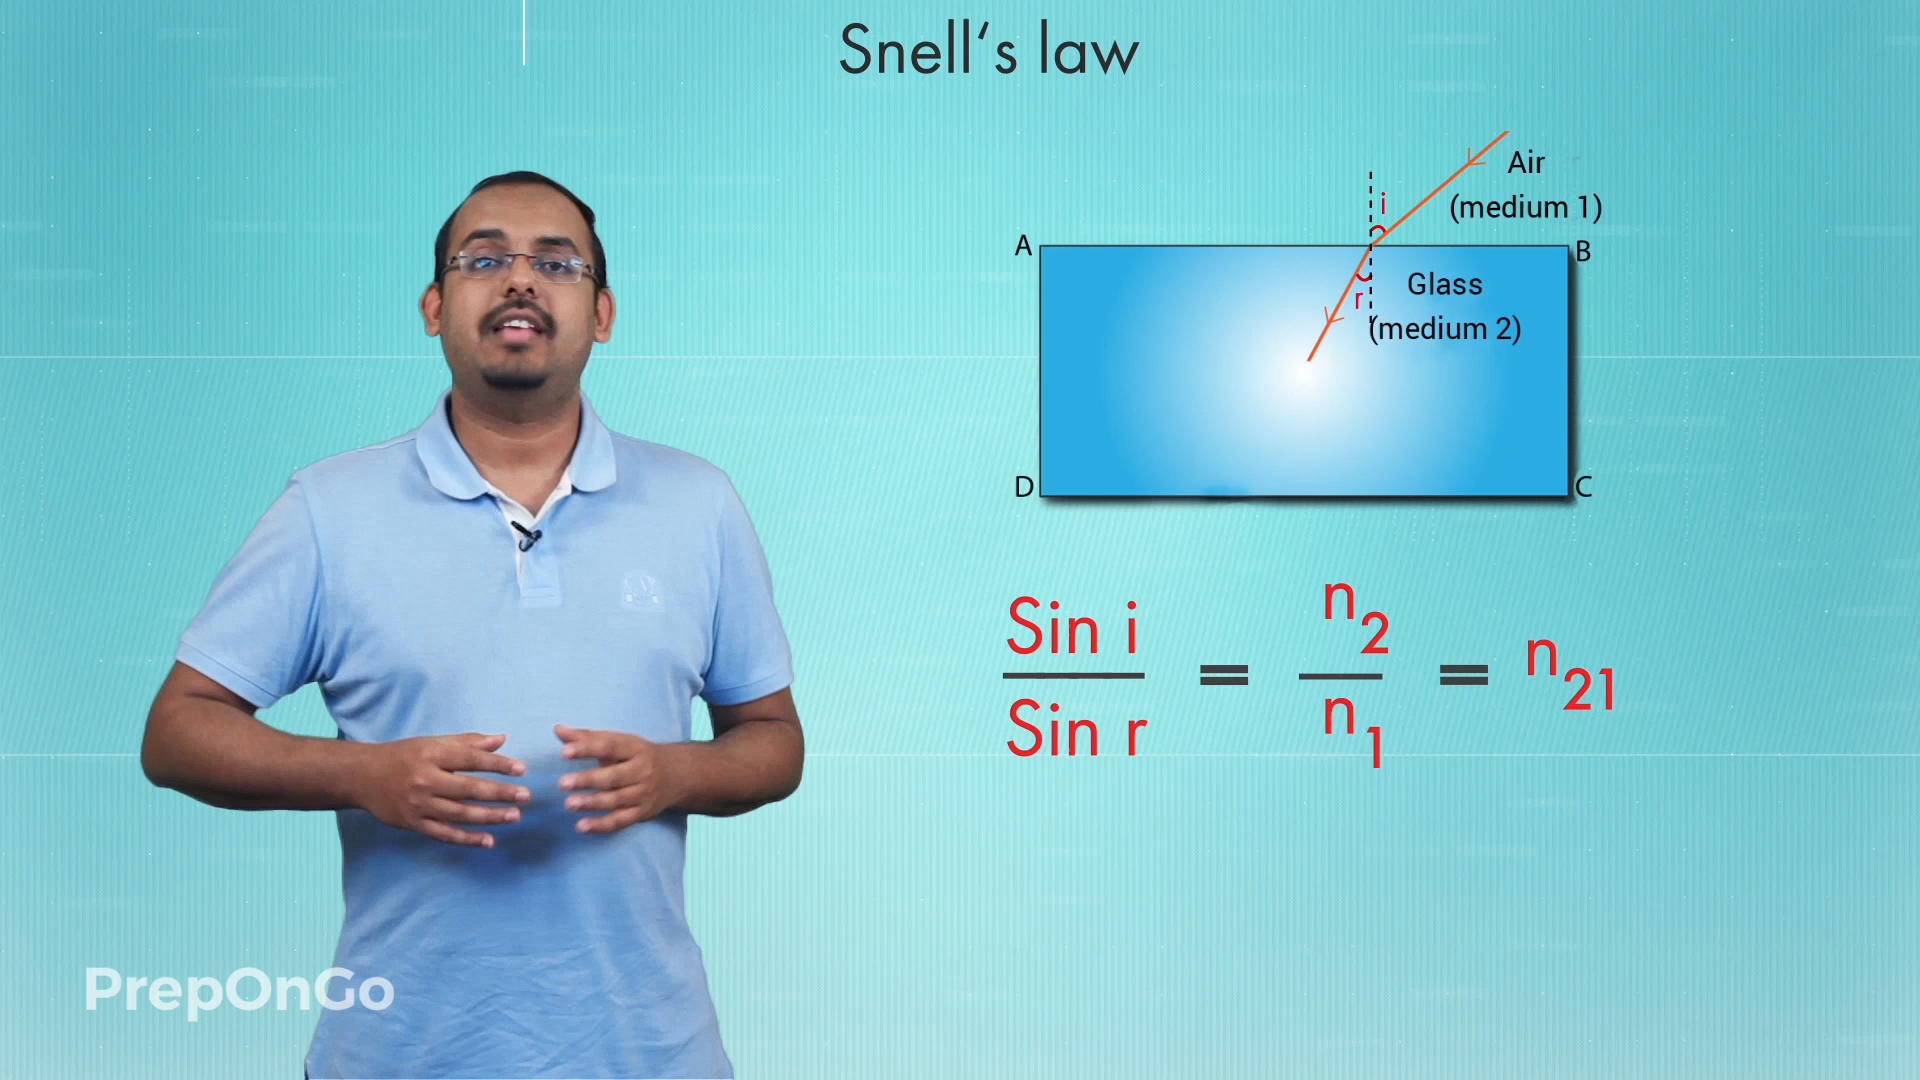 Snell's law
Air
(medium 1)
i
A
B
Glass
r
(medium 2)
D
C
Sin i
Sin r
=
n2
n1
=
n21
PrepOnGo